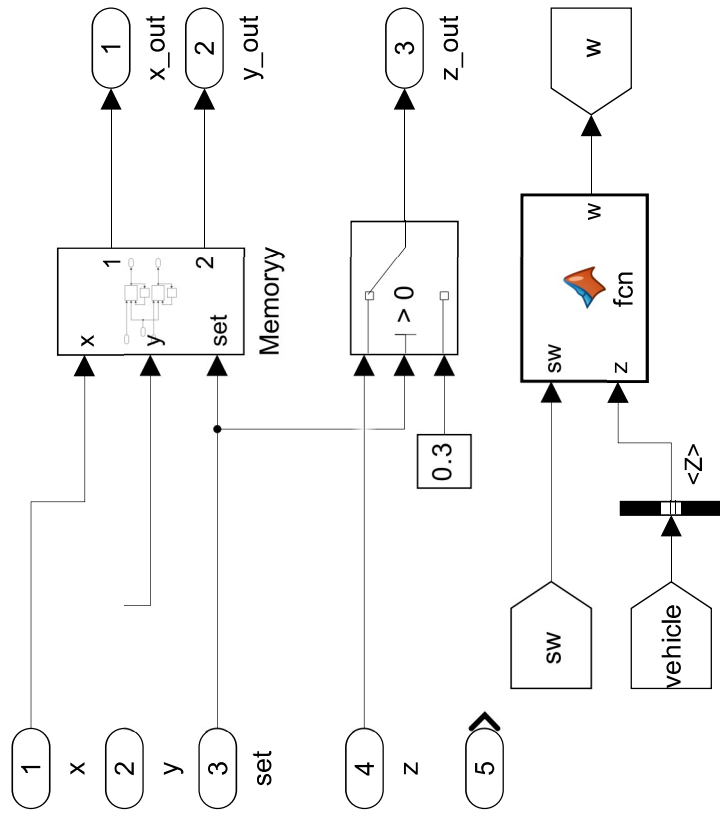 1
x
2
y
3
set
4
z
5
x
y
set
1
2
Memoryy
1
x_out
2
y_out
> 0
0.3
3
z_out
sw
vehicle
<Z>
sw
z
fcn
w
w